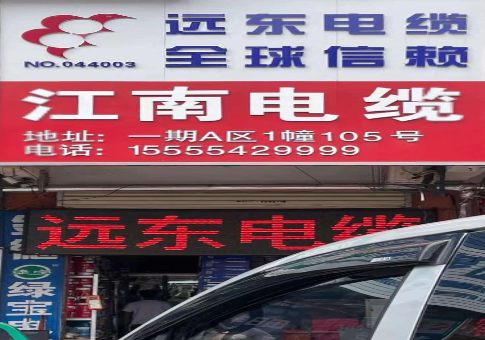 远东电缆
全球信赖
NO.044003
江南电缆
地址: 一期A区1幢105号
电话: 15555429999
远东电缆
绿宝电